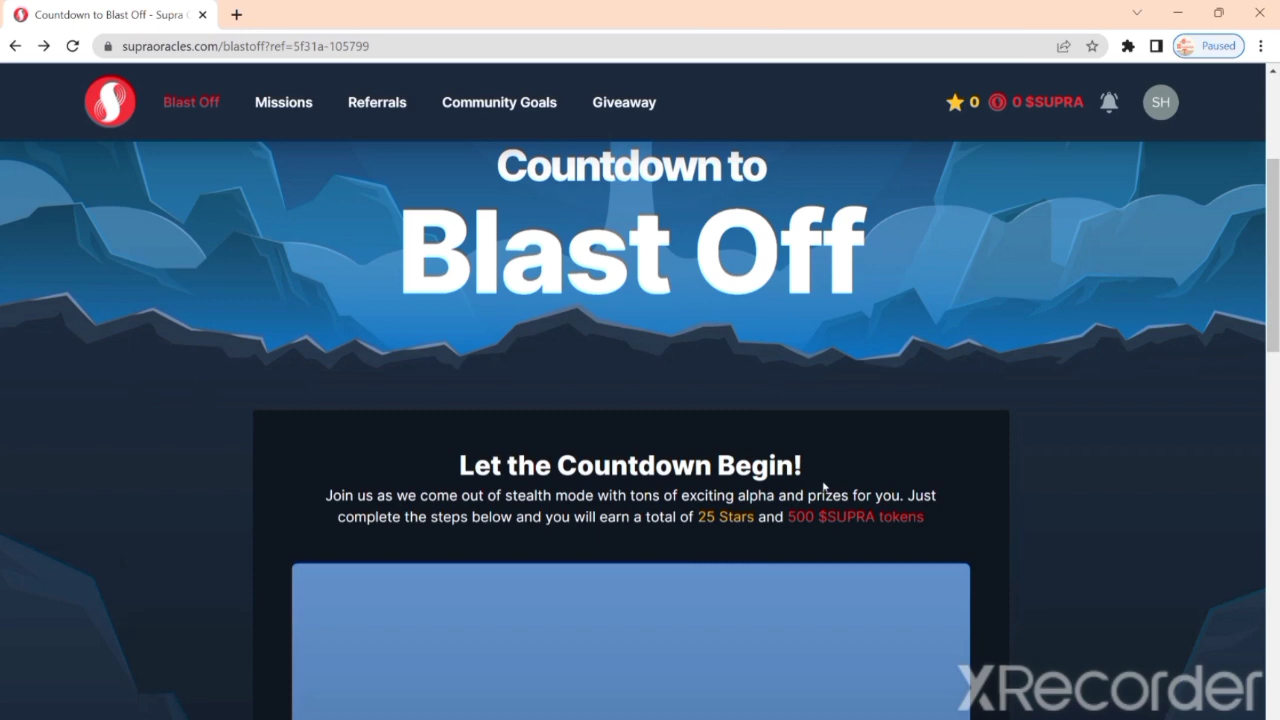 Countdown to Blast Off - Supra
supraoracles.com/blastoff?ref=5f31a-105799
Paused
Blast Off
Missions
Referrals
Community Goals
Giveaway
0
0 $SUPRA
SH
Countdown to
Blast Off
Let the Countdown Begin!
Join us as we come out of stealth mode with tons of exciting alpha and prizes for you. Just
complete the steps below and you will earn a total of 25 Stars and 500 $SUPRA tokens
XRecorder